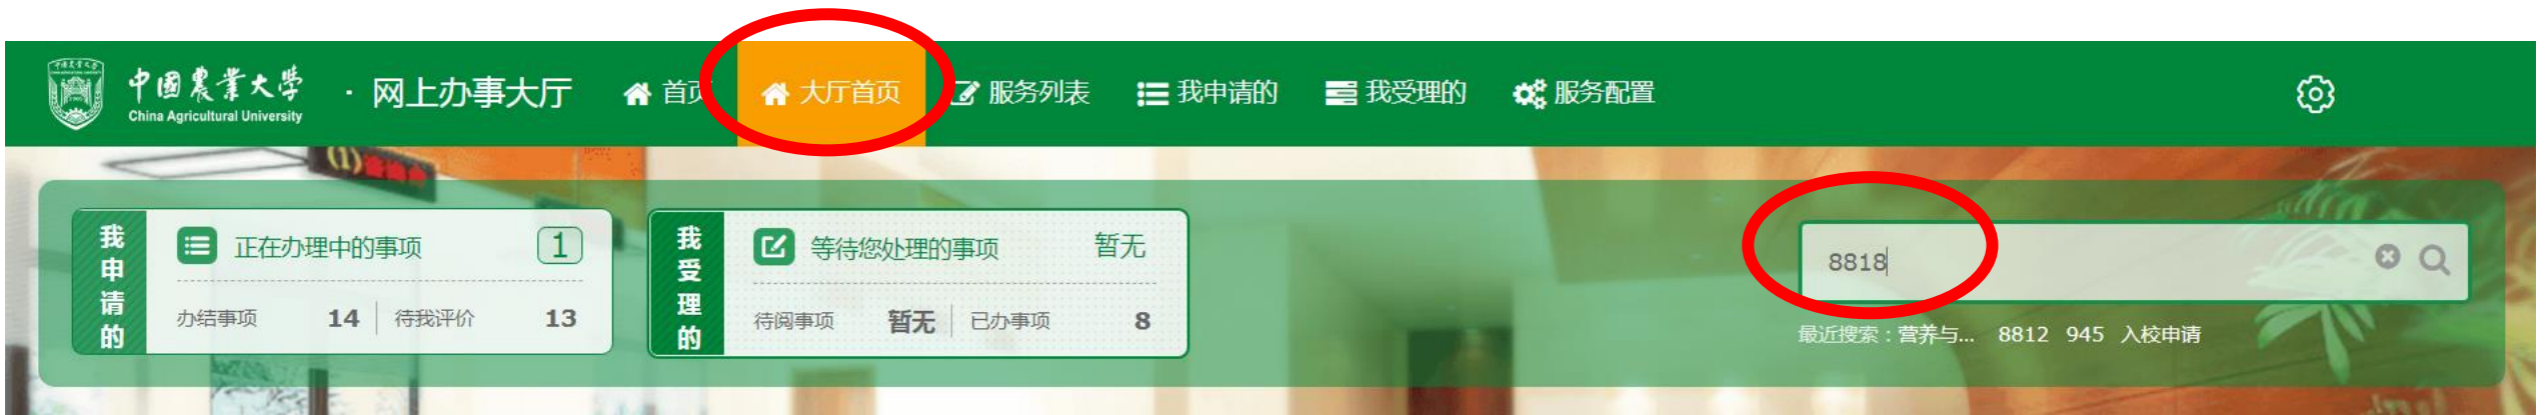 中國農業大學
China Agricultural University
· 网上办事大厅
首页
大厅首页
服务列表
我申请的
我受理的
服务配置
我申请的
正在办理中的事项 1
办结事项 14 待我评价 13
我受理的
等待您处理的事项 暂无
待阅事项 暂无 已办事项 8
8818
最近搜索：营养与... 8812 945 入校申请